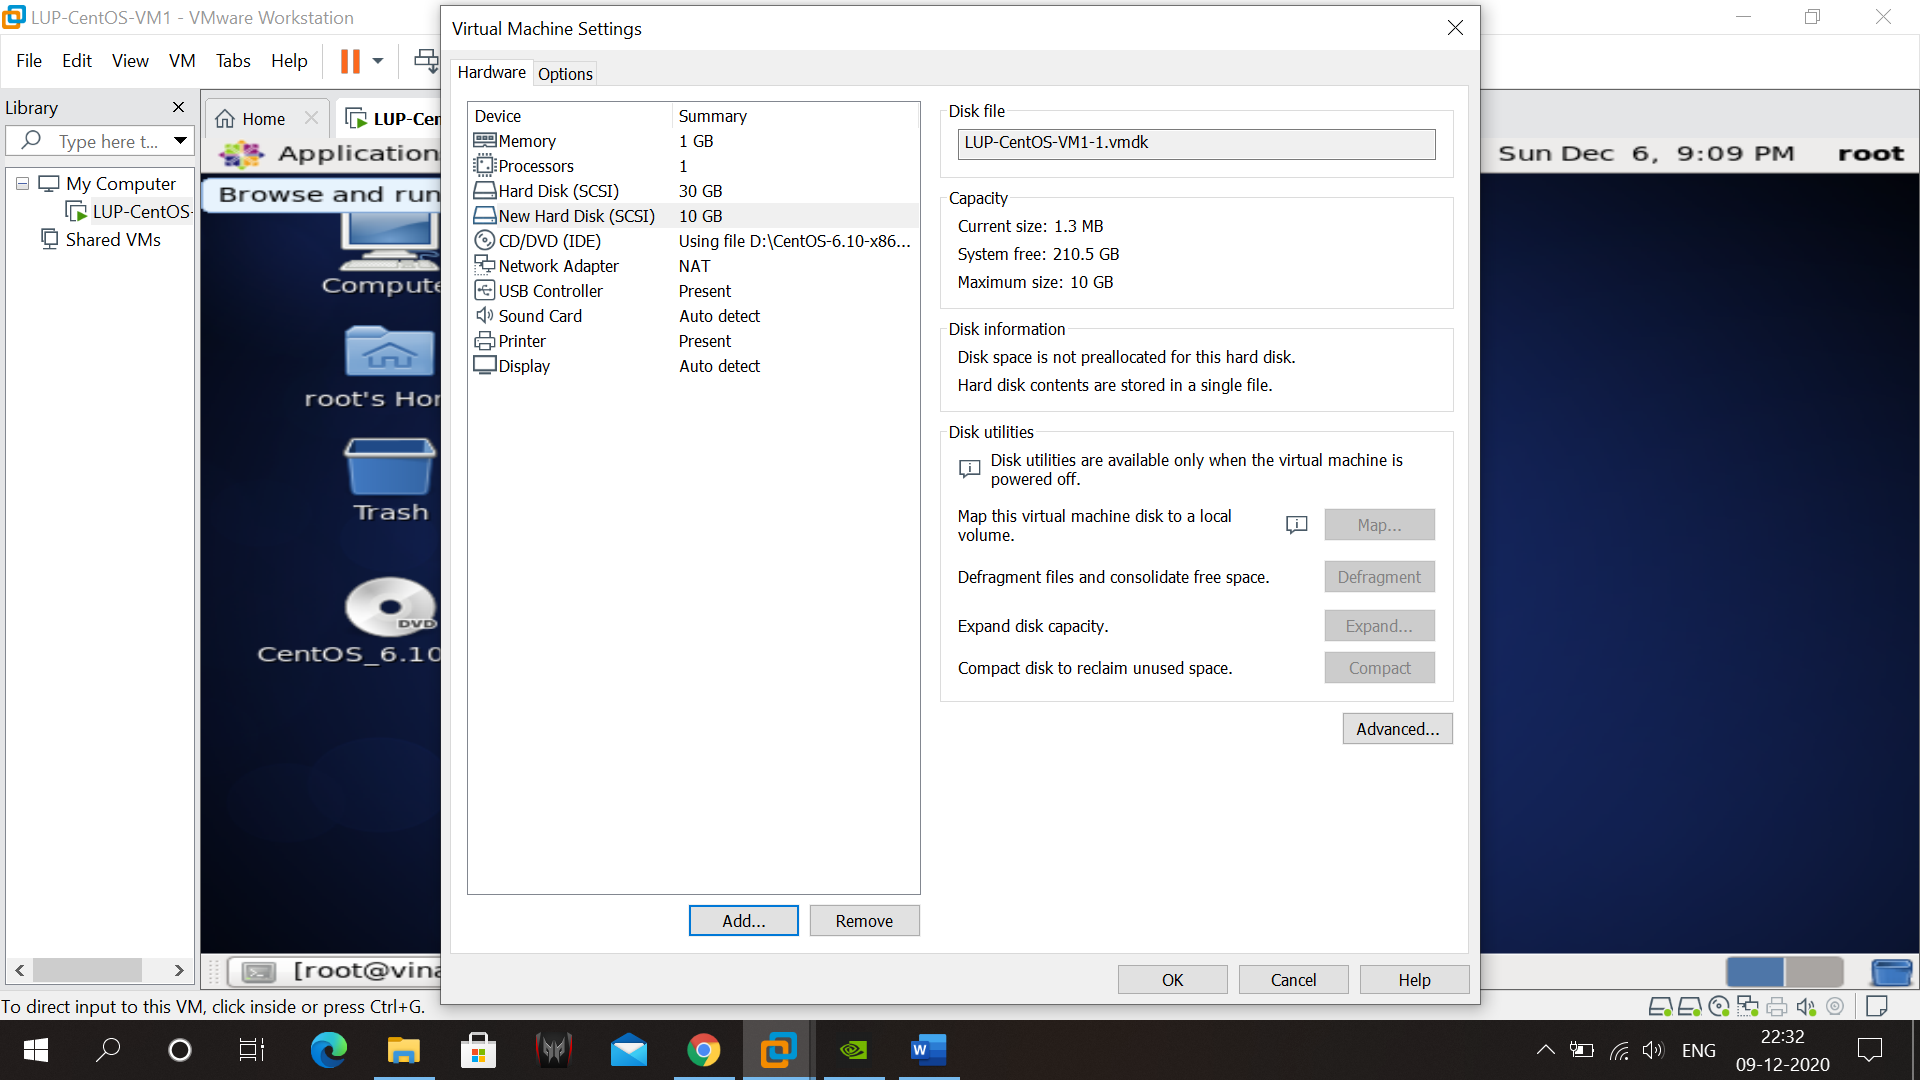 LUP-CentOS-VM1 - VMware Workstation
File Edit View VM Tabs Help
Library
Type here t...
My Computer
LUP-CentOS-
Shared VMs
Home
LUP-Cen
Application
Sun Dec 6, 9:09 PM root
Browse and run
Compute
root's Ho
Trash
DVD
CentOS_6.10
[root@vina
To direct input to this VM, click inside or press Ctrl+G.
Virtual Machine Settings
Hardware Options
Device Summary
Memory 1 GB
Processors 1
Hard Disk (SCSI) 30 GB
New Hard Disk (SCSI) 10 GB
CD/DVD (IDE) Using file D:\CentOS-6.10-x86...
Network Adapter NAT
USB Controller Present
Sound Card Auto detect
Printer Present
Display Auto detect
Add... Remove
Disk file
LUP-CentOS-VM1-1.vmdk
Capacity
Current size: 1.3 MB
System free: 210.5 GB
Maximum size: 10 GB
Disk information
Disk space is not preallocated for this hard disk.
Hard disk contents are stored in a single file.
Disk utilities
Disk utilities are available only when the virtual machine is
powered off.
Map this virtual machine disk to a local
volume.
Map...
Defragment files and consolidate free space. Defragment
Expand disk capacity. Expand...
Compact disk to reclaim unused space. Compact
Advanced...
OK Cancel Help
W
ENG
22:32
09-12-2020